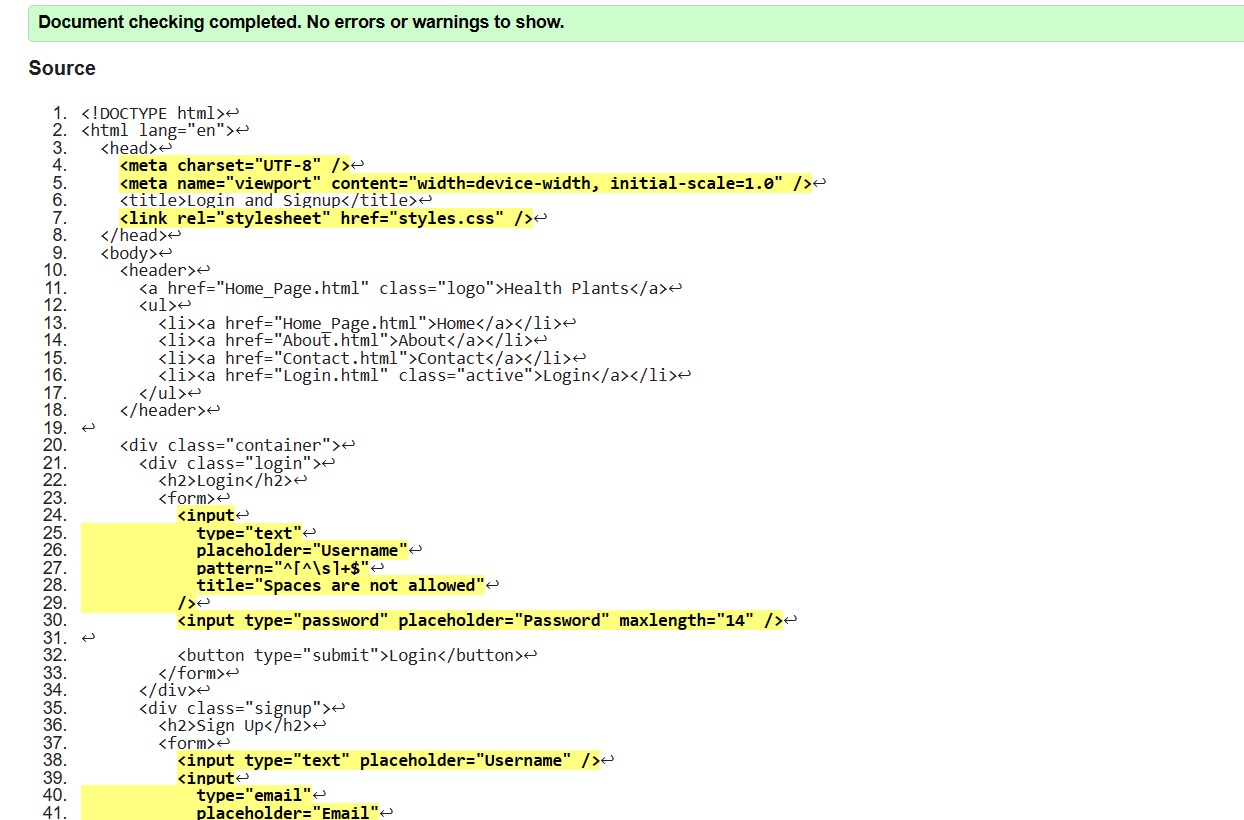 Document checking completed. No errors or warnings to show.
Source
1. <!DOCTYPE html>↩
2. <html lang="en">↩
3.   <head>↩
4.     <meta charset="UTF-8" />↩
5.     <meta name="viewport" content="width=device-width, initial-scale=1.0" />↩
6.     <title>Login and Signup</title>↩
7.     <link rel="stylesheet" href="styles.css" />↩
8.   </head>↩
9.   <body>↩
10.     <header>↩
11.       <a href="Home_Page.html" class="logo">Health Plants</a>↩
12.       <ul>↩
13.         <li><a href="Home_Page.html">Home</a></li>↩
14.         <li><a href="About.html">About</a></li>↩
15.         <li><a href="Contact.html">Contact</a></li>↩
16.         <li><a href="Login.html" class="active">Login</a></li>↩
17.       </ul>↩
18.     </header>↩
19. ↩
20.     <div class="container">↩
21.       <div class="login">↩
22.         <h2>Login</h2>↩
23.         <form>↩
24.           <input↩
25.             type="text"↩
26.             placeholder="Username"↩
27.             pattern="^[^\s]+$"↩
28.             title="Spaces are not allowed"↩
29.           />↩
30.           <input type="password" placeholder="Password" maxlength="14" />↩
31. ↩
32.           <button type="submit">Login</button>↩
33.         </form>↩
34.       </div>↩
35.       <div class="signup">↩
36.         <h2>Sign Up</h2>↩
37.         <form>↩
38.           <input type="text" placeholder="Username" />↩
39.           <input↩
40.             type="email"↩
41.             placeholder="Email"↩